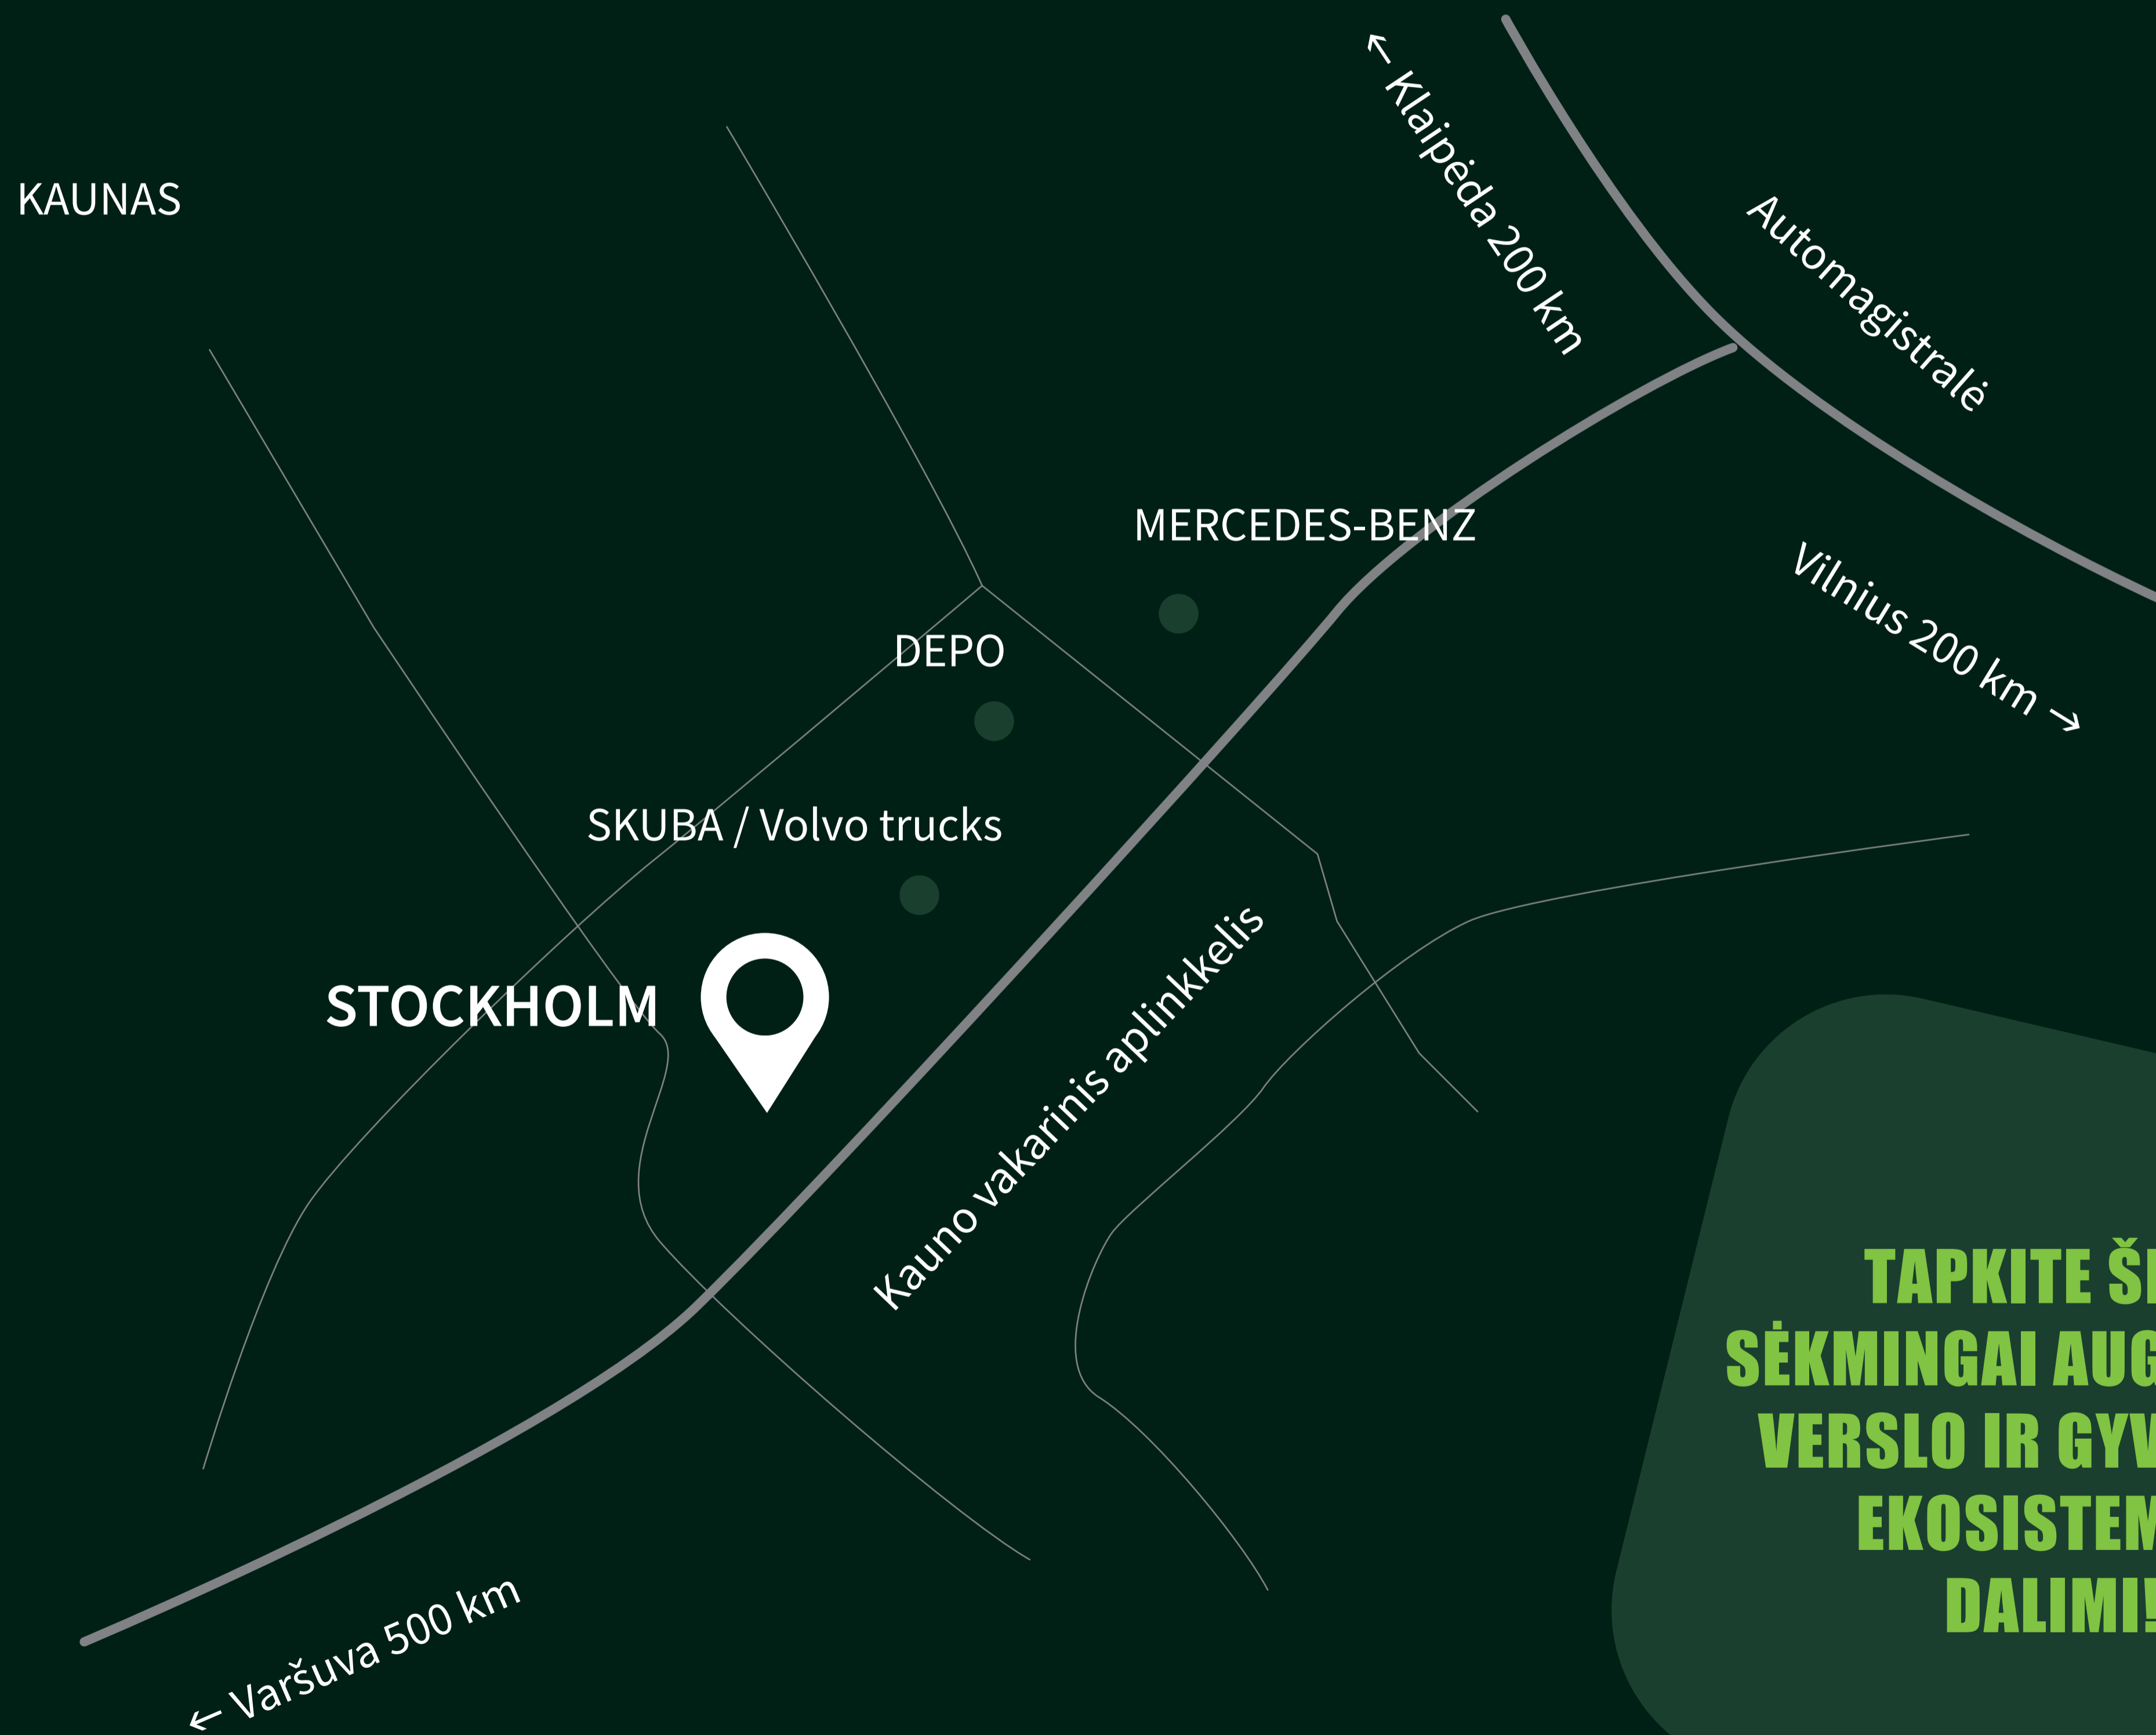 ← Klaipėda 200 km
KAUNAS
Automagistralė
MERCEDES-BENZ
Vilnius 200 km →
DEPO
SKUBA / Volvo trucks
STOCKHOLM
Kauno vakarinis aplinkkelis
TAPKITE Š
SĖKMINGAI AUG
VERSLO IR GYV
EKOSISTEM
DALIMI!
← Varšuva 500 km